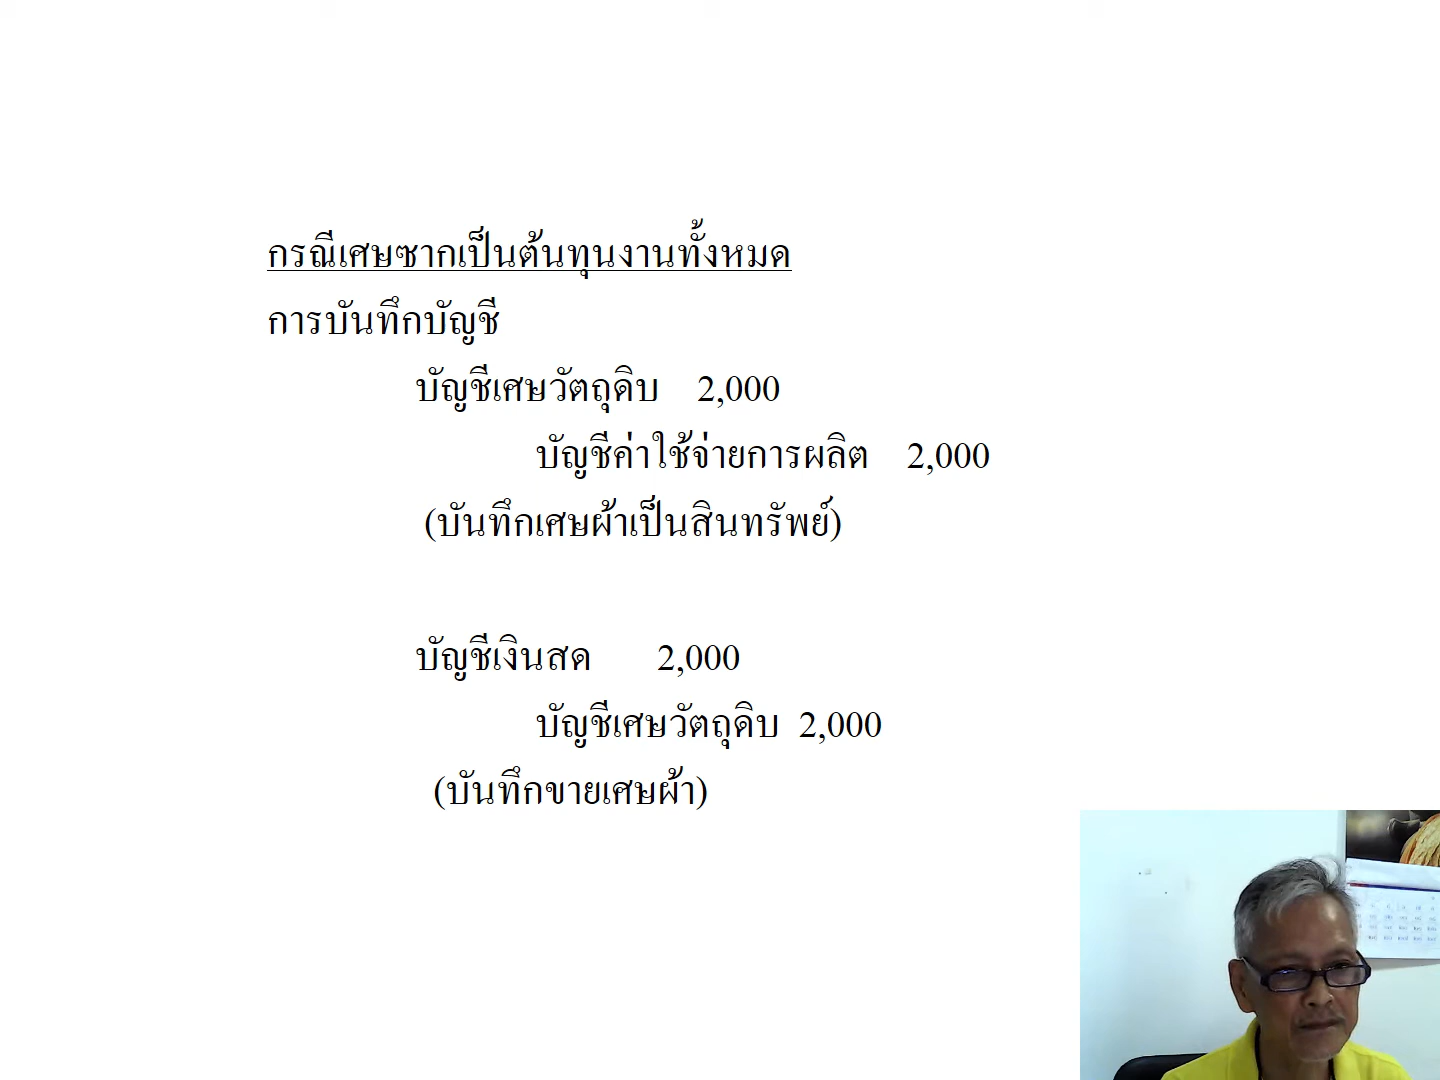 กรณีเศษซากเป็นต้นทุนงานทั้งหมด
การบันทึกบัญชี
บัญชีเศษวัตถุดิบ 2,000
บัญชีค่าใช้จ่ายการผลิต 2,000
(บันทึกเศษผ้าเป็นสินทรัพย์)
บัญชีเงินสด 2,000
บัญชีเศษวัตถุดิบ 2,000
(บันทึกขายเศษผ้า)